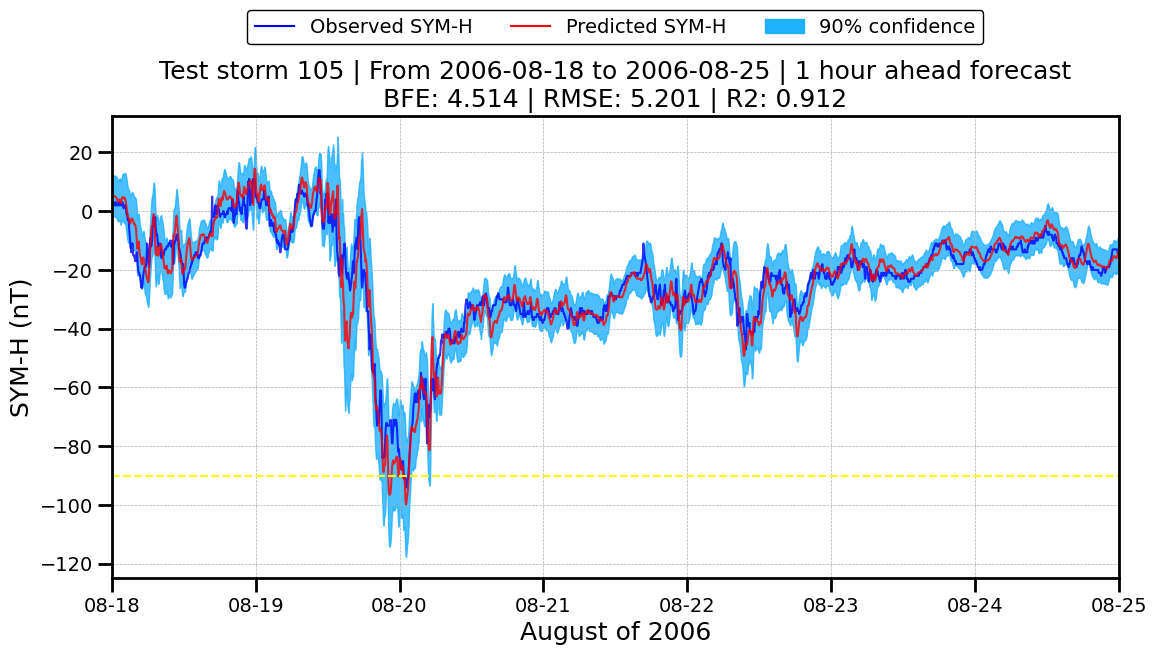 Observed SYM-H Predicted SYM-H 90% confidence
Test storm 105 | From 2006-08-18 to 2006-08-25 | 1 hour ahead forecast
BFE: 4.514 | RMSE: 5.201 | R2: 0.912
SYM-H (nT)
20
0
−20
−40
−60
−80
−100
−120
08-18 08-19 08-20 08-21 08-22 08-23 08-24 08-25
August of 2006